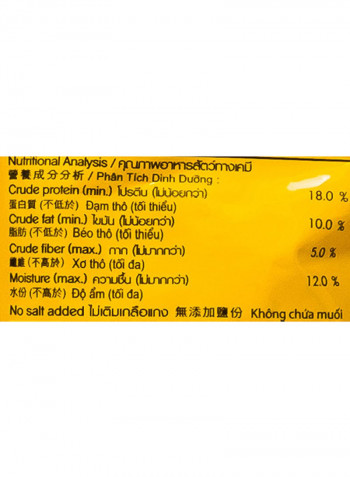 Nutritional Analysis / คุณภาพอาหารสัตว์ทางเคมี
營養成分分析 / Phân Tích Dinh Dưỡng :
Crude protein (min.) โปรตีน (ไม่น้อยกว่า) 18.0 %
蛋白質 (不低於) Đạm thô (tối thiểu)
Crude fat (min.) ไขมัน (ไม่น้อยกว่า) 10.0 %
脂肪 (不低於) Béo thô (tối thiểu)
Crude fiber (max.) กาก (ไม่มากกว่า) 5.0 %
纖維 (不高於) Xơ thô (tối đa)
Moisture (max.) ความชื้น (ไม่มากกว่า) 12.0 %
水份 (不高於) Độ ẩm (tối đa)
No salt added ไม่เติมเกลือแกง 無添加鹽份 Không chứa muối